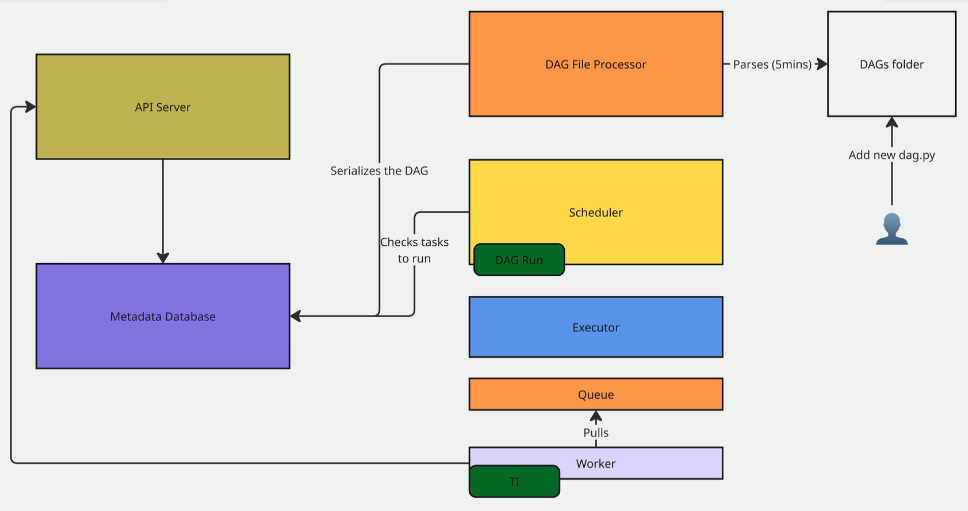 DAG File Processor
Parses (5mins)
DAGs folder
API Server
Add new dag.py
Serializes the DAG
Scheduler
Checks tasks
to run
DAG Run
Metadata Database
Executor
Queue
Pulls
Worker
TI